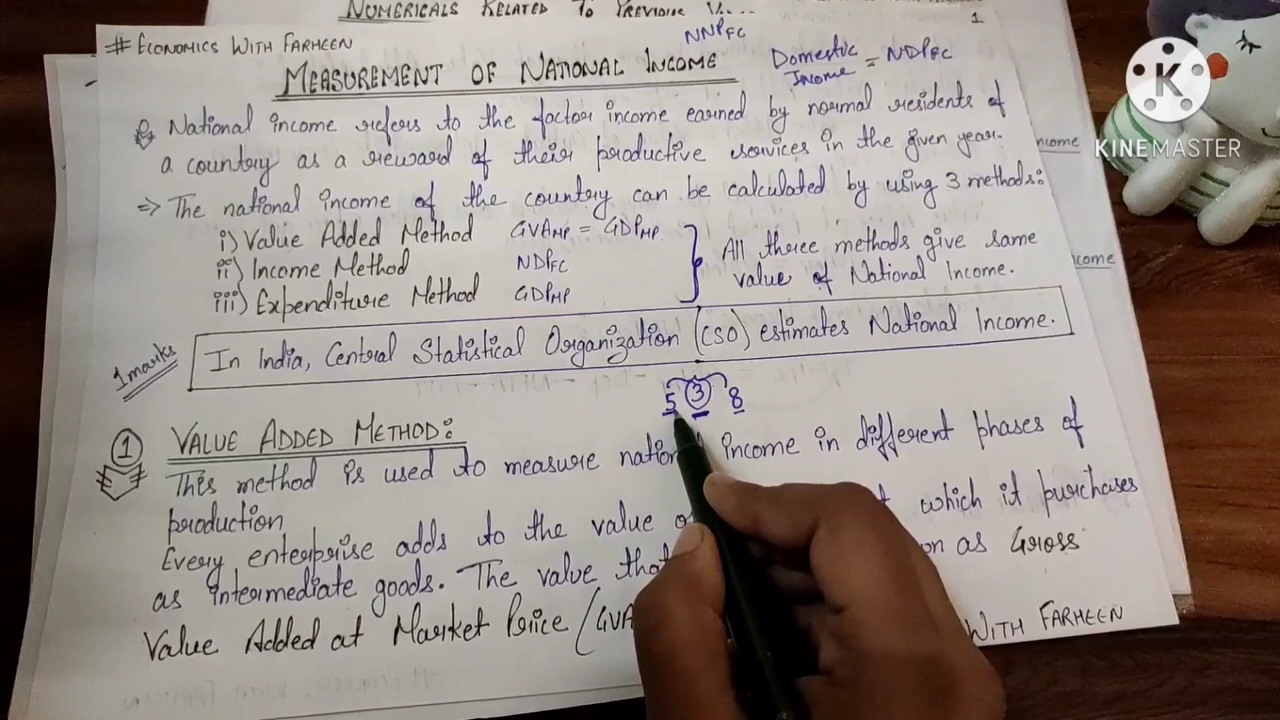 NUMERICALS RELATED TO PREVIOUS
1
# ECONOMICS WITH FARHEEN
NNPFC
MEASUREMENT OF NATIONAL INCOME
Domestic Income = NDPFC
National income refers to the factor income earned by normal residents of
a country as a reward of their productive services in the given year.
⇒ The national income of the country can be calculated by using 3 methods:
i) Value Added Method GVAMP = GDPMP
ii) Income Method NDPFC
iii) Expenditure Method GDPMP
All three methods give same
value of National Income.
1 marks
In India, Central Statistical Organization (CSO) estimates National Income.
5 3 8
1 VALUE ADDED METHOD:
This method is used to measure nation income in different phases of
production
Every enterprise adds to the value which it purchases
as intermediate goods. The value that on as Gross
Value Added at Market Price (GVA
WITH FARHEEN
ncome
come
K
KINEMASTER